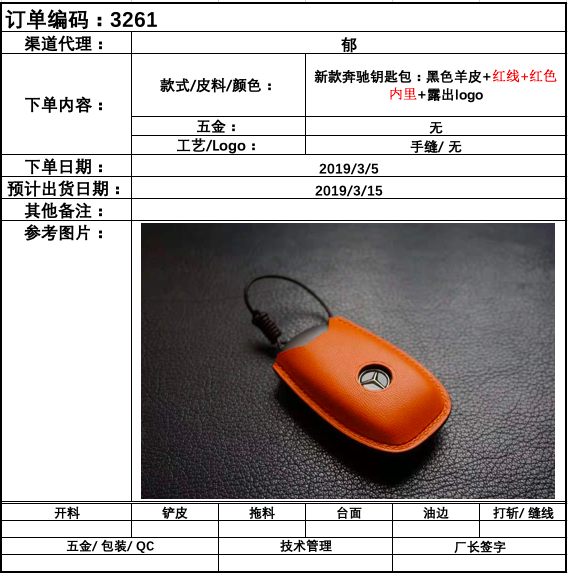 订单编码：3261
渠道代理：
郁
下单内容：
款式/皮料/颜色：
新款奔驰钥匙包：黑色羊皮+红线+红色
内里+露出logo
五金：
无
工艺/Logo：
手缝/ 无
下单日期：
2019/3/5
预计出货日期：
2019/3/15
其他备注：
参考图片：
开料
铲皮
拖料
台面
油边
打斩/ 缝线
五金/ 包装/ QC
技术管理
厂长签字